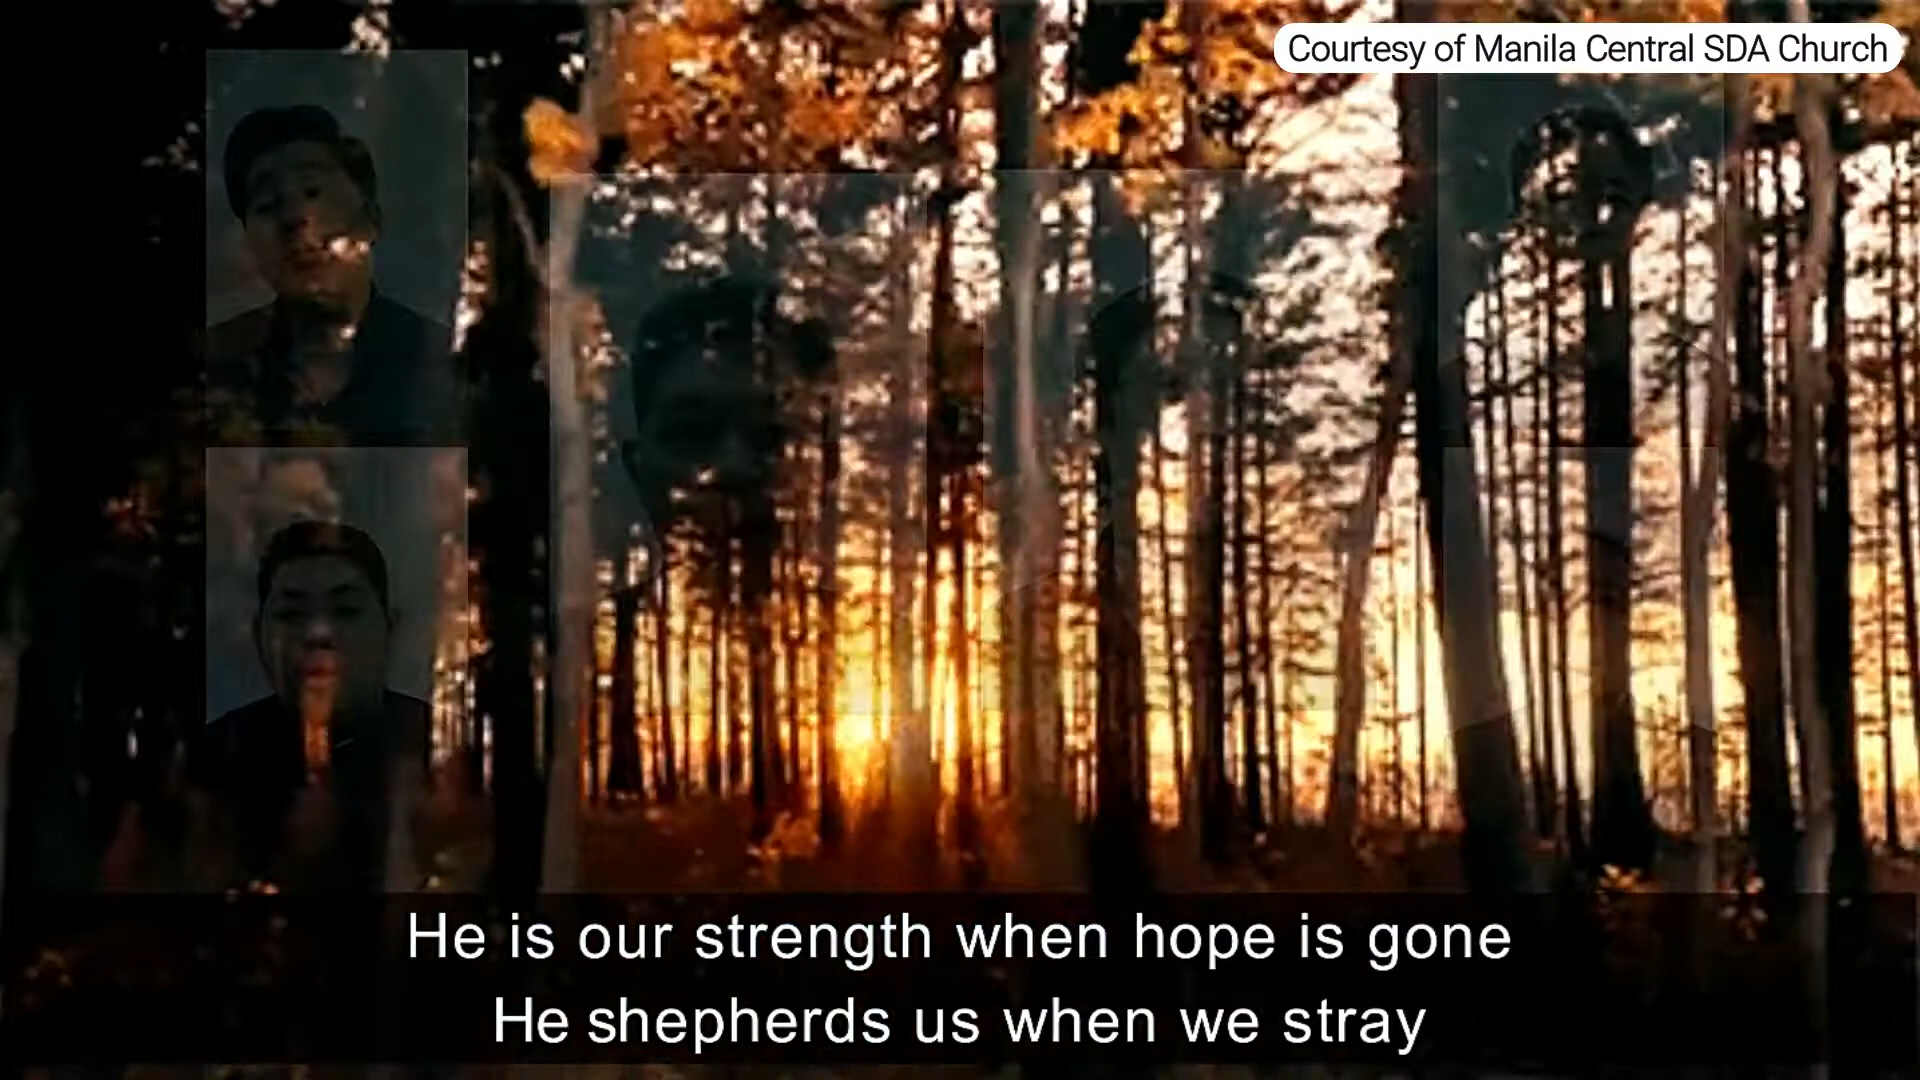 Courtesy of Manila Central SDA Church
He is our strength when hope is gone
He shepherds us when we stray